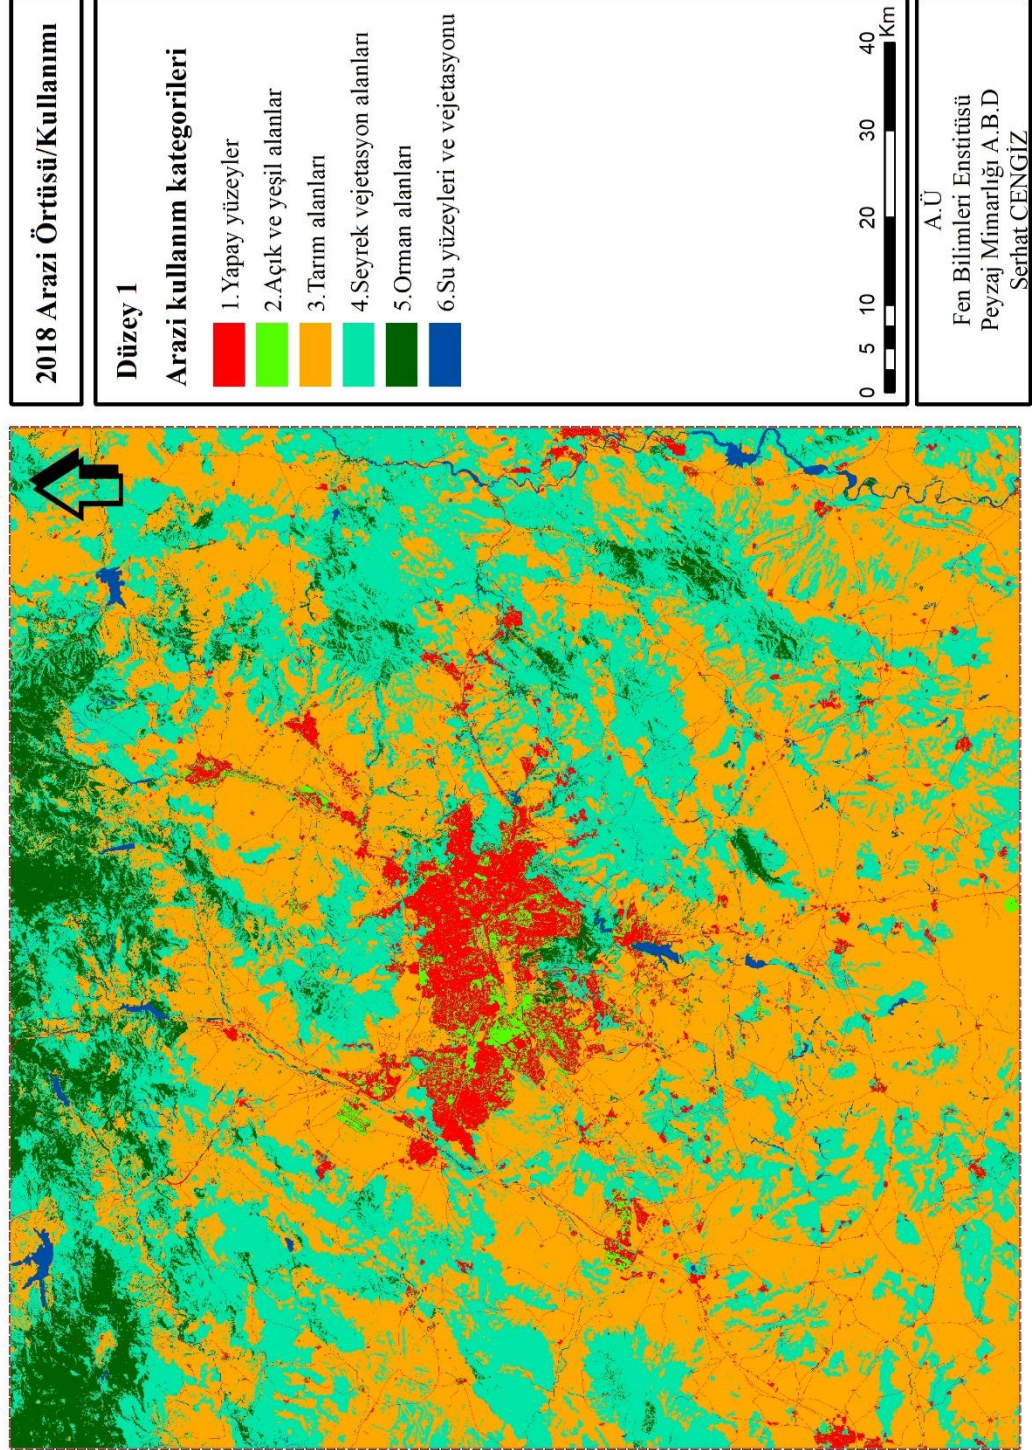 2018 Arazi Örtüsü/Kullanımı
Düzey 1
Arazi kullanım kategorileri
1.Yapay yüzeyler
2.Açık ve yeşil alanlar
3.Tarım alanları
4.Seyrek vejetasyon alanları
5.Orman alanları
6.Su yüzeyleri ve vejetasyonu
0 5 10 20 30 40
Km
A.Ü
Fen Bilimleri Enstitüsü
Peyzaj Mimarlığı A.B.D
Serhat CENGİZ